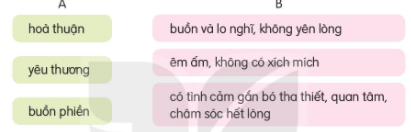 A B
hoà thuận buồn và lo nghĩ, không yên lòng
yêu thương êm ấm, không có xích mích
buồn phiền có tình cảm gắn bó tha thiết, quan tâm,
chăm sóc hết lòng